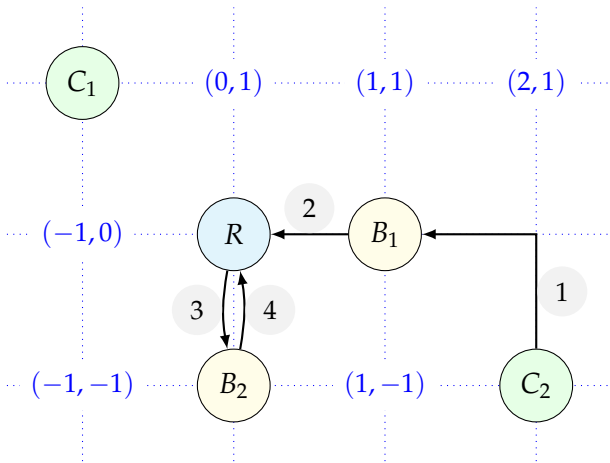 C₁ (0, 1) (1, 1) (2, 1)
2
(−1, 0) R B₁
1
3 4
(−1, −1) B₂ (1, −1) C₂